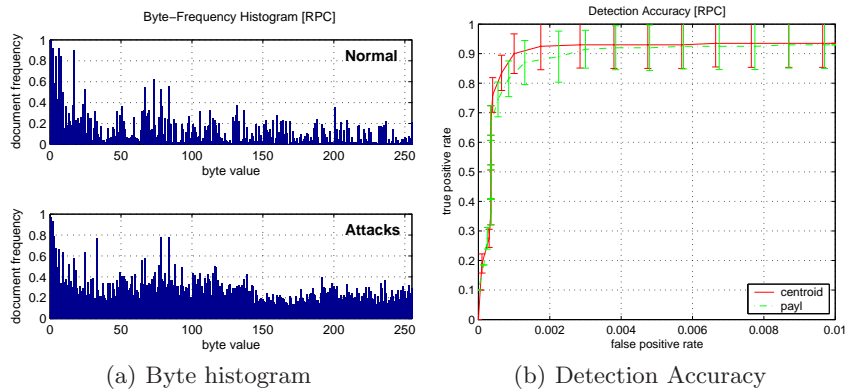 Byte−Frequency Histogram [RPC]
Normal
document frequency
1
0.8
0.6
0.4
0.2
0
0 50 100 150 200 250
byte value
Attacks
document frequency
1
0.8
0.6
0.4
0.2
0
0 50 100 150 200 250
byte value
(a) Byte histogram
Detection Accuracy [RPC]
true positive rate
1
0.9
0.8
0.7
0.6
0.5
0.4
0.3
0.2
0.1
0
0 0.002 0.004 0.006 0.008 0.01
false positive rate
centroid
payl
(b) Detection Accuracy